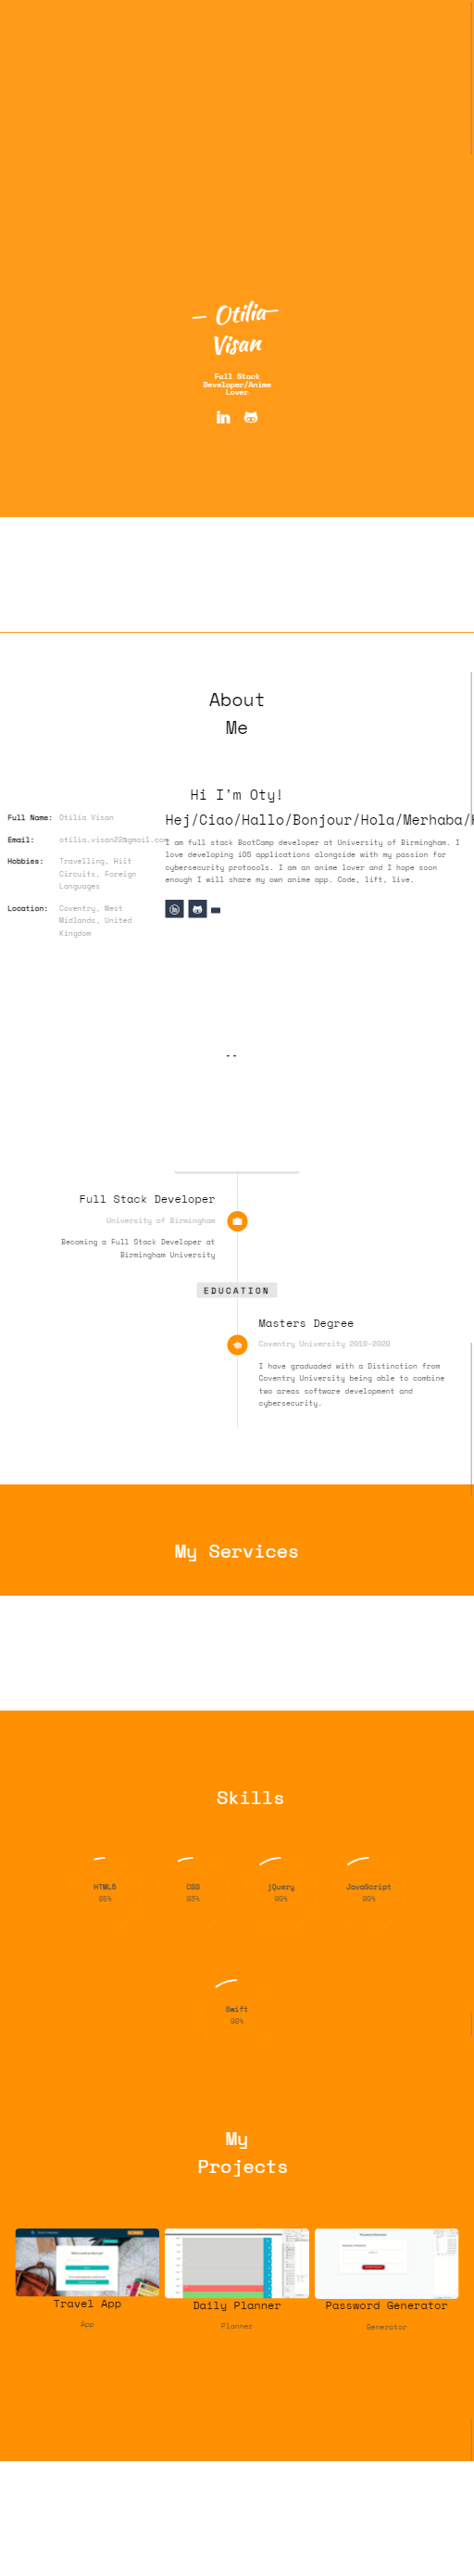 Otilia
Visan
Full Stack
Developer/Anime
Lover
About
Me
Hi I'm Oty!
Hej/Ciao/Hallo/Bonjour/Hola/Merhaba/
Full Name: Otilia Visan
Email: otilia.visan22@gmail.com
Hobbies: Travelling, Hiit
Circuits, Foreign
Languages
Location: Coventry, West
Midlands, United
Kingdom
I am full stack BootCamp developer at University of Birmingham. I
love developing iOS applications alongside with my passion for
cybersecurity protocols. I am an anime lover and I hope soon
enough I will share my own anime app. Code, lift, live.
--
Full Stack Developer
University of Birmingham
Becoming a Full Stack Developer at
Birmingham University
EDUCATION
Masters Degree
Coventry University 2019-2020
I have graduated with a Distinction from
Coventry University being able to combine
two areas software development and
cybersecurity.
My Services
Skills
HTML5
95%
CSS
93%
jQuery
90%
JavaScript
90%
Swift
90%
My
Projects
Travel App
App
Daily Planner
Planner
Password Generator
Generator